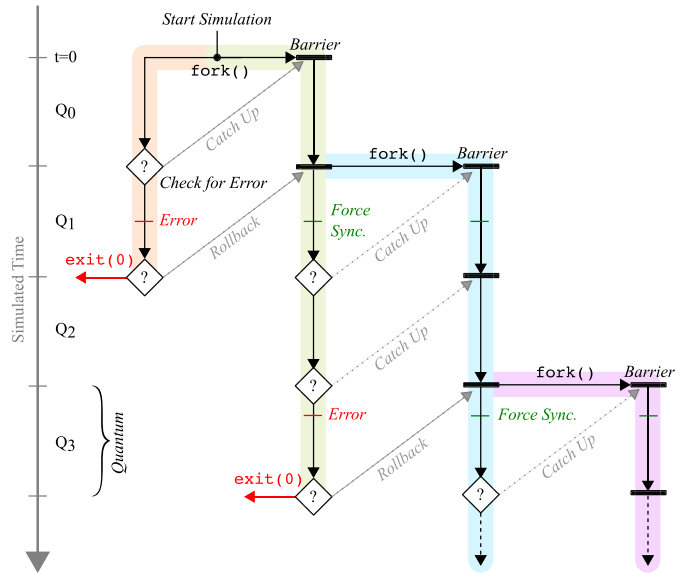 Start Simulation
t=0
fork()
Barrier
Q0
Catch Up
?
Check for Error
fork()
Barrier
Q1
Error
Rollback
Force
Sync.
Catch Up
exit(0)
?
?
Simulated Time
Q2
Catch Up
?
fork()
Barrier
Q3
Quantum
Error
Rollback
Force Sync.
Catch Up
exit(0)
?
?